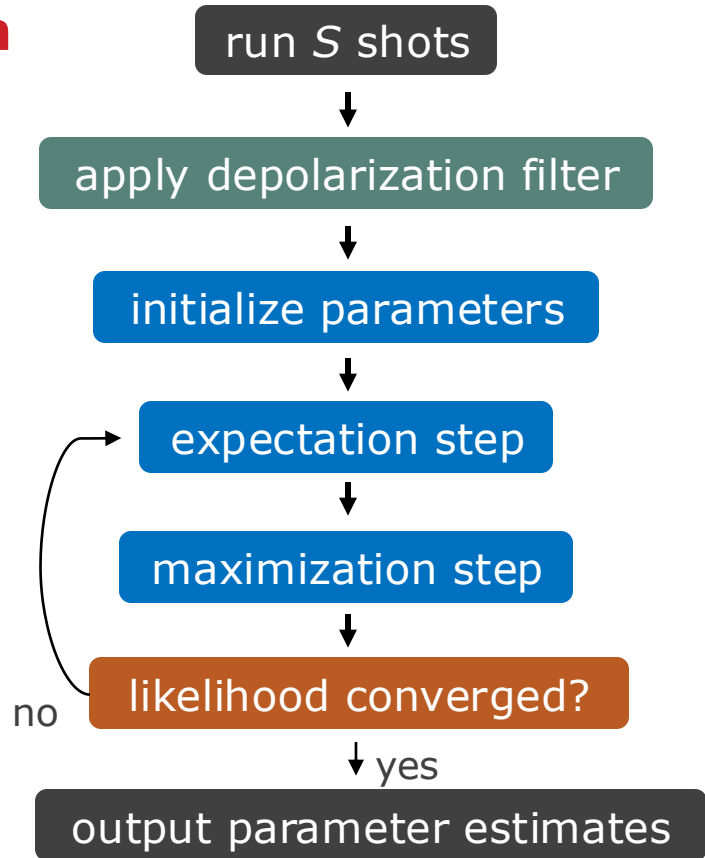 run S shots
apply depolarization filter
initialize parameters
expectation step
maximization step
likelihood converged?
no
yes
output parameter estimates